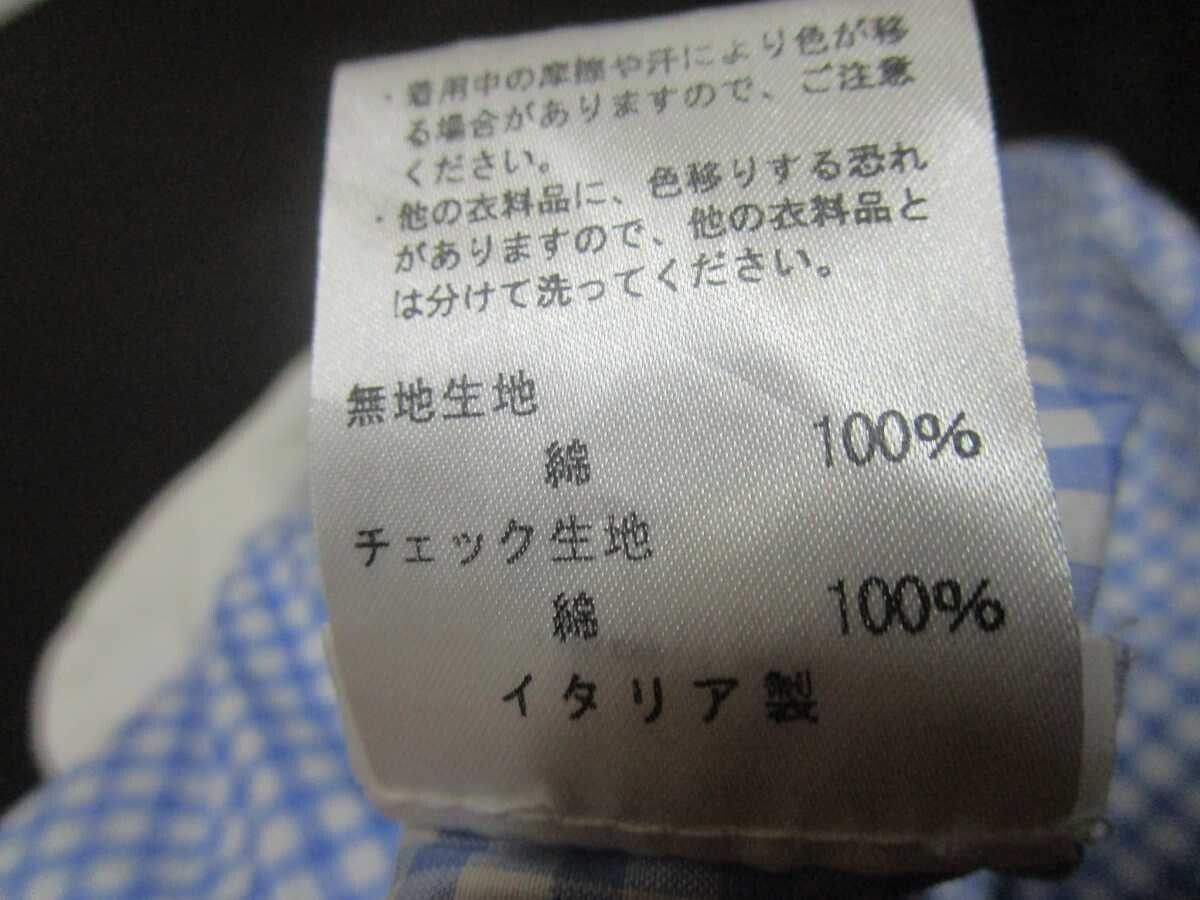 ・着用中の摩擦や汗により色が移
る場合がありますので、ご注意
ください。
・他の衣料品に、色移りする恐れ
がありますので、他の衣料品と
は分けて洗ってください。
無地生地
綿 100%
チェック生地
綿 100%
イタリア製